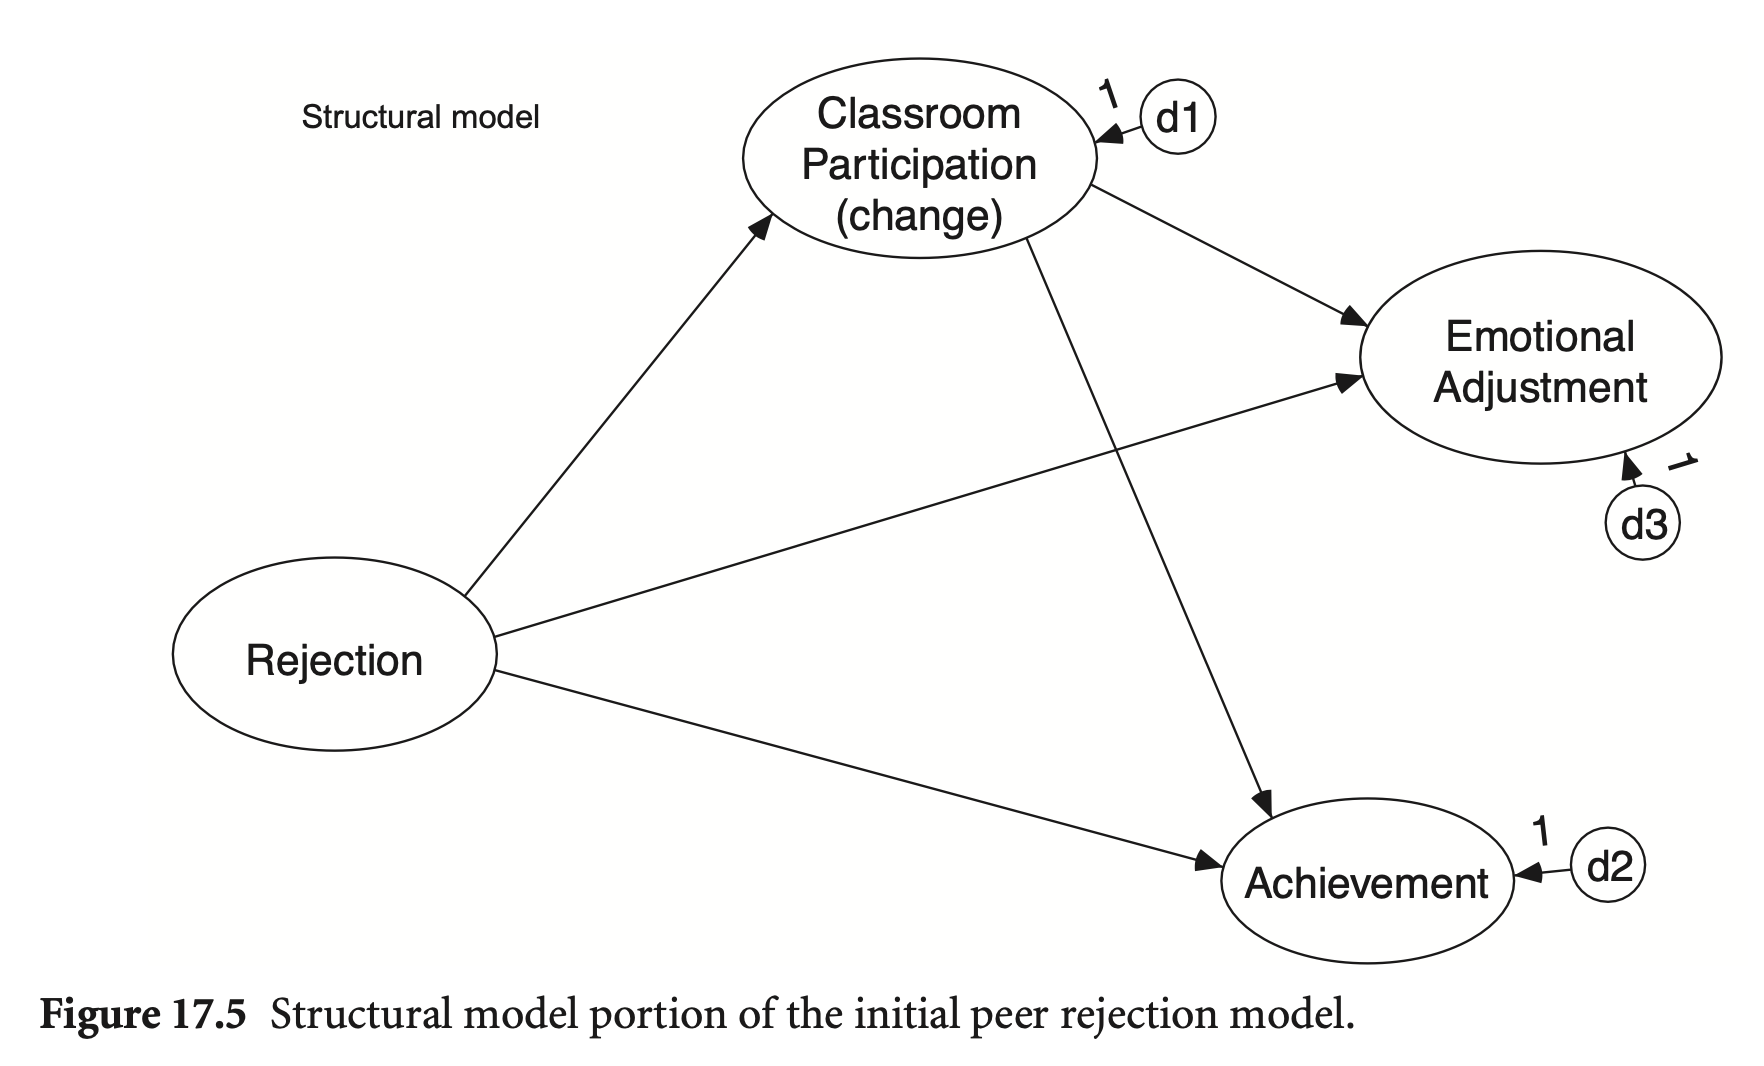 Structural model
Classroom
Participation
(change)
1
d1
Emotional
Adjustment
1
d3
Rejection
Achievement
1
d2
Figure 17.5 Structural model portion of the initial peer rejection model.